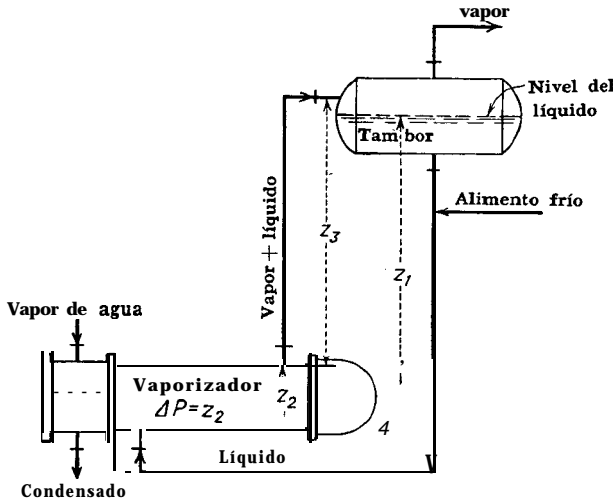 vapor
Nivel del
líquido
Tambor
Alimento frío
Vapor + líquido
z3
z1
Vapor de agua
Vaporizador
ΔP = z2
z2
4
Líquido
Condensado